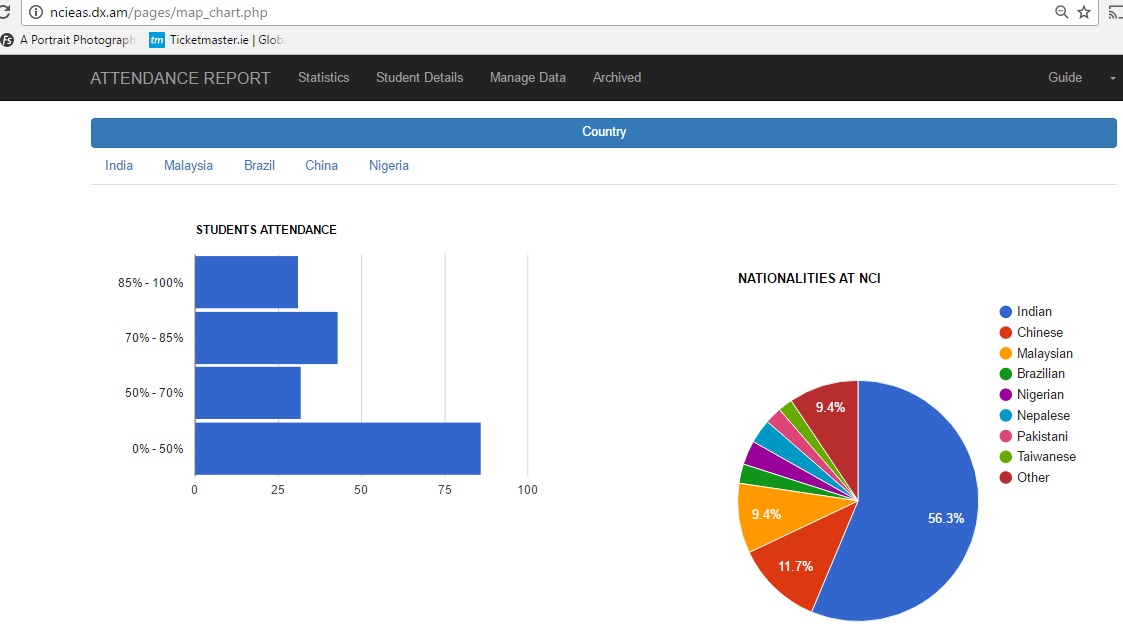 ncieas.dx.am/pages/map_chart.php
A Portrait Photograph
tm Ticketmaster.ie | Glob
ATTENDANCE REPORT Statistics Student Details Manage Data Archived Guide
Country
India Malaysia Brazil China Nigeria
STUDENTS ATTENDANCE
85% - 100%
70% - 85%
50% - 70%
0% - 50%
0 25 50 75 100
NATIONALITIES AT NCI
Indian
Chinese
Malaysian
Brazilian
Nigerian
Nepalese
Pakistani
Taiwanese
Other
9.4%
9.4%
56.3%
11.7%